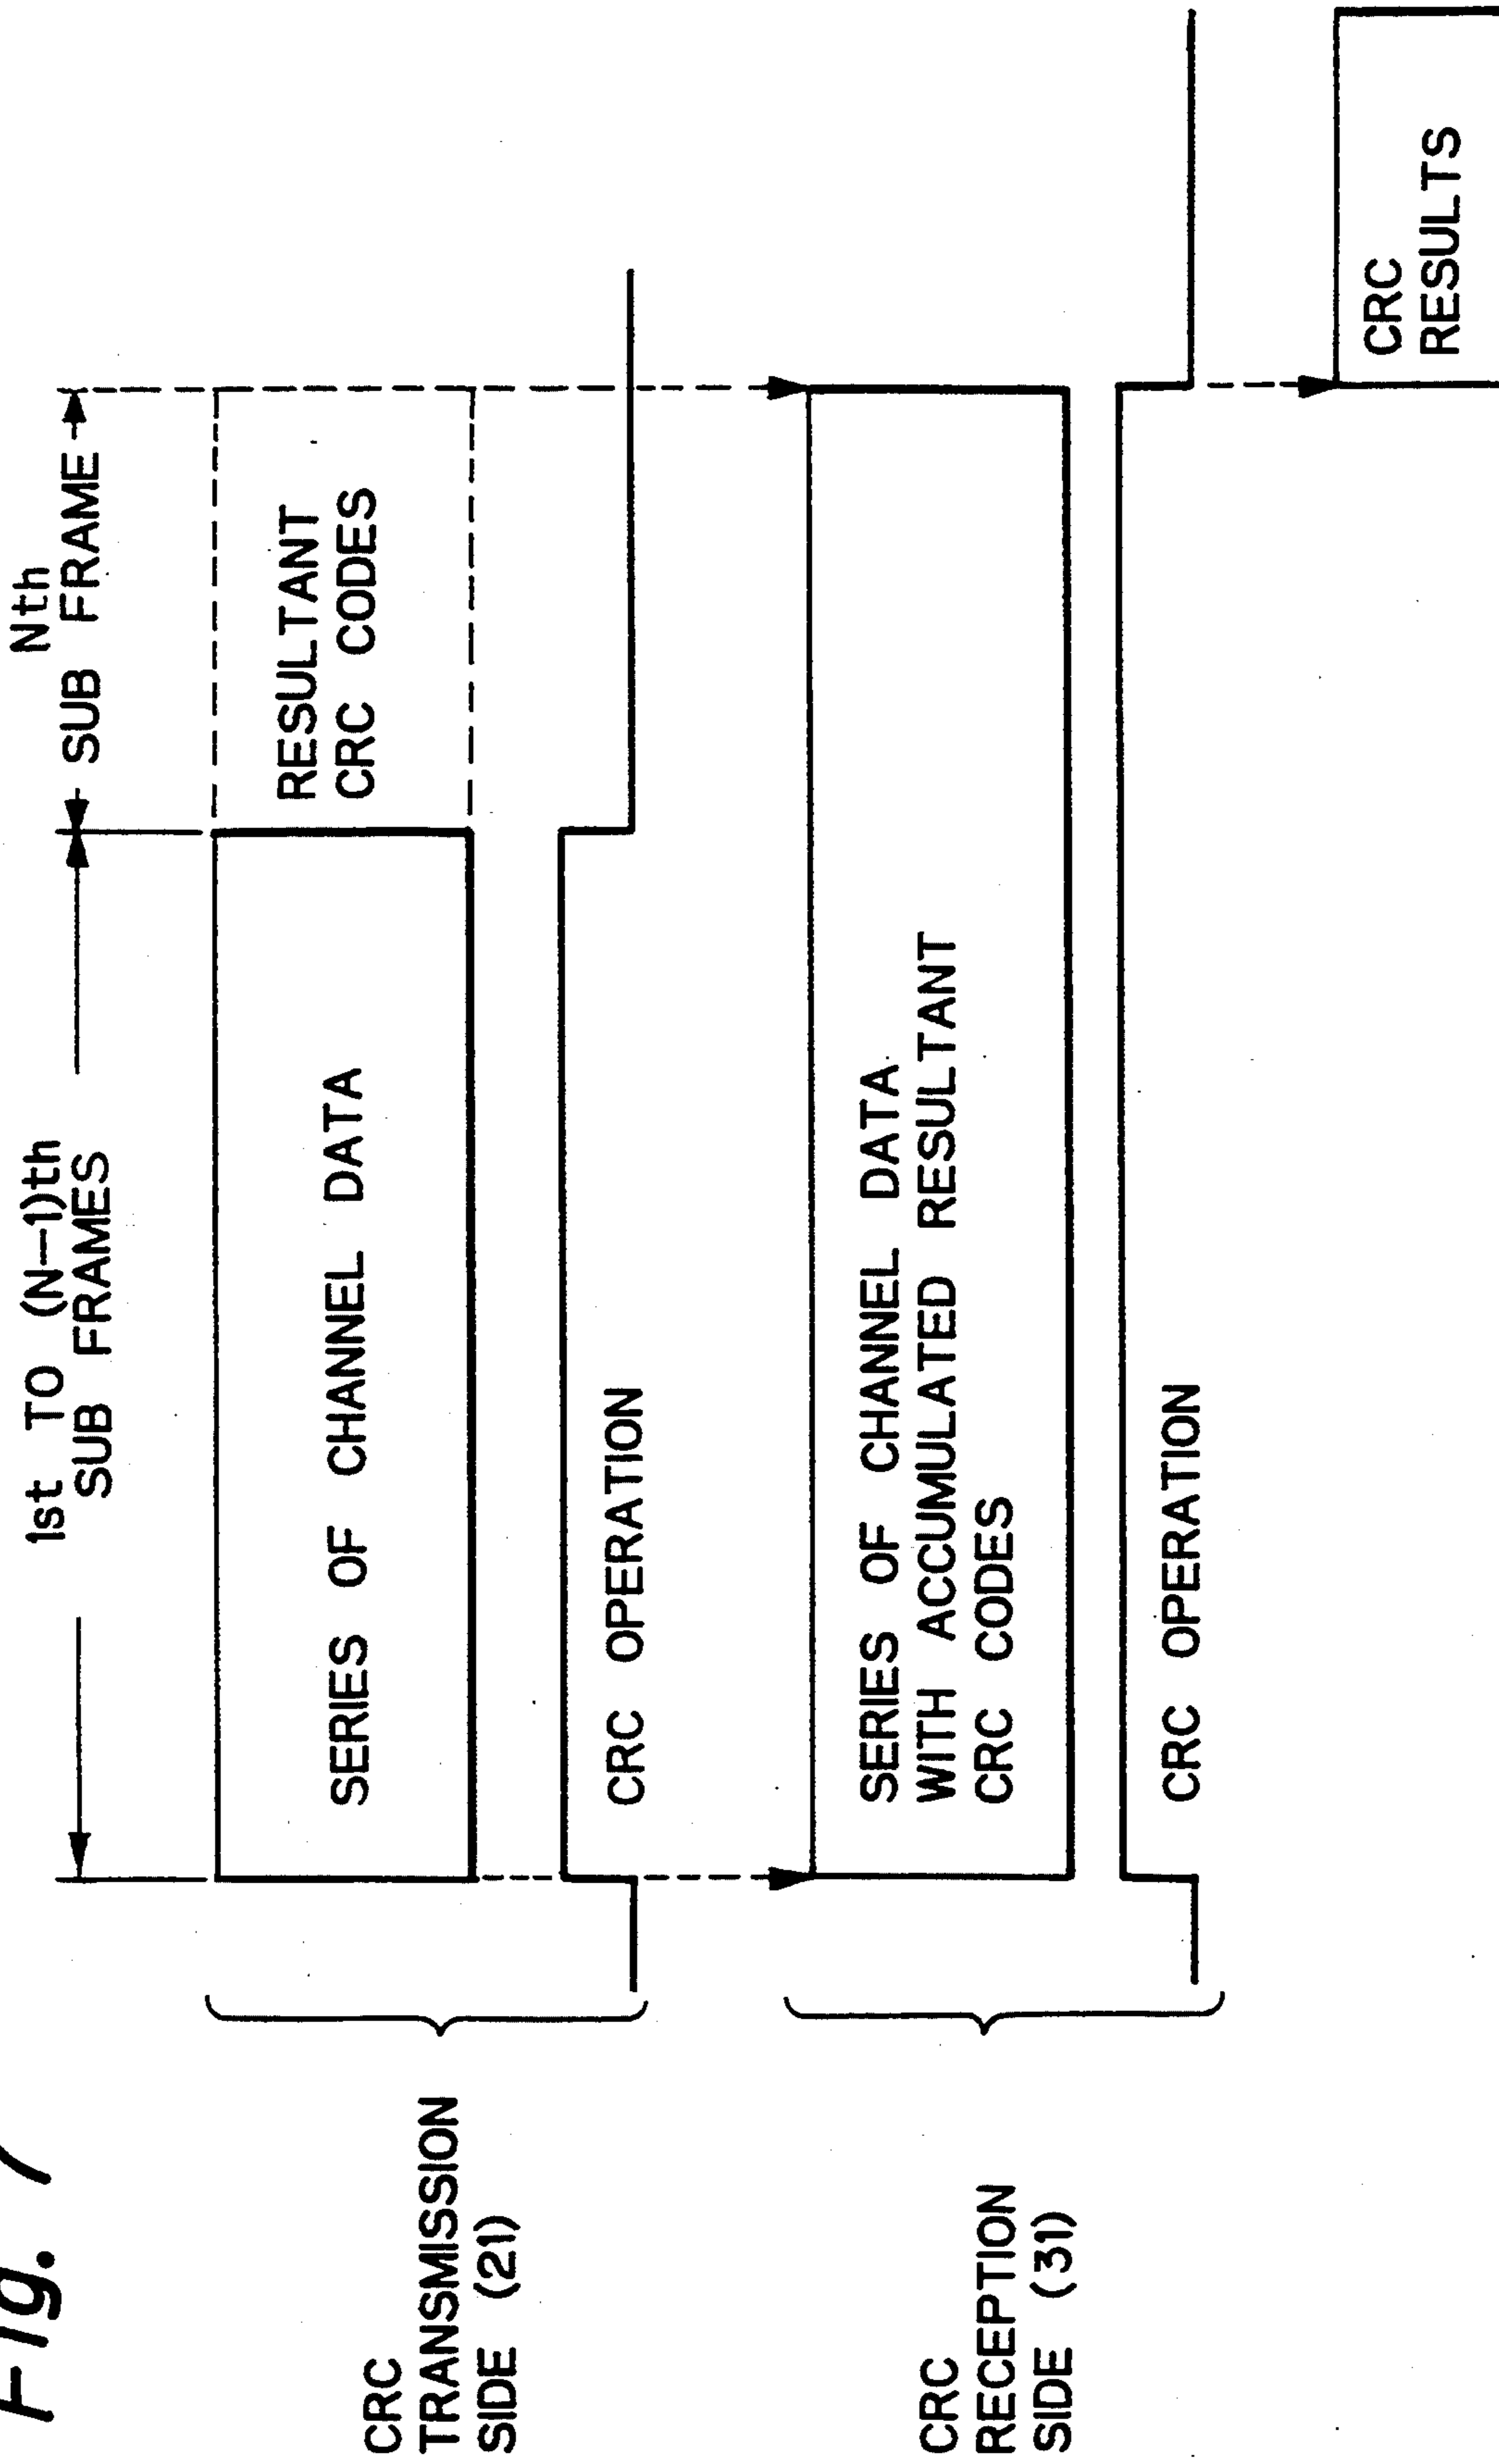 Fig. 7
1st TO (N-1)th
SUB FRAMES
Nth
SUB FRAME
CRC
TRANSMISSION
SIDE (21)
SERIES OF CHANNEL DATA
RESULTANT
CRC CODES
CRC OPERATION
CRC
RECEPTION
SIDE (31)
SERIES OF CHANNEL DATA
WITH ACCUMULATED RESULTANT
CRC CODES
CRC OPERATION
CRC
RESULTS